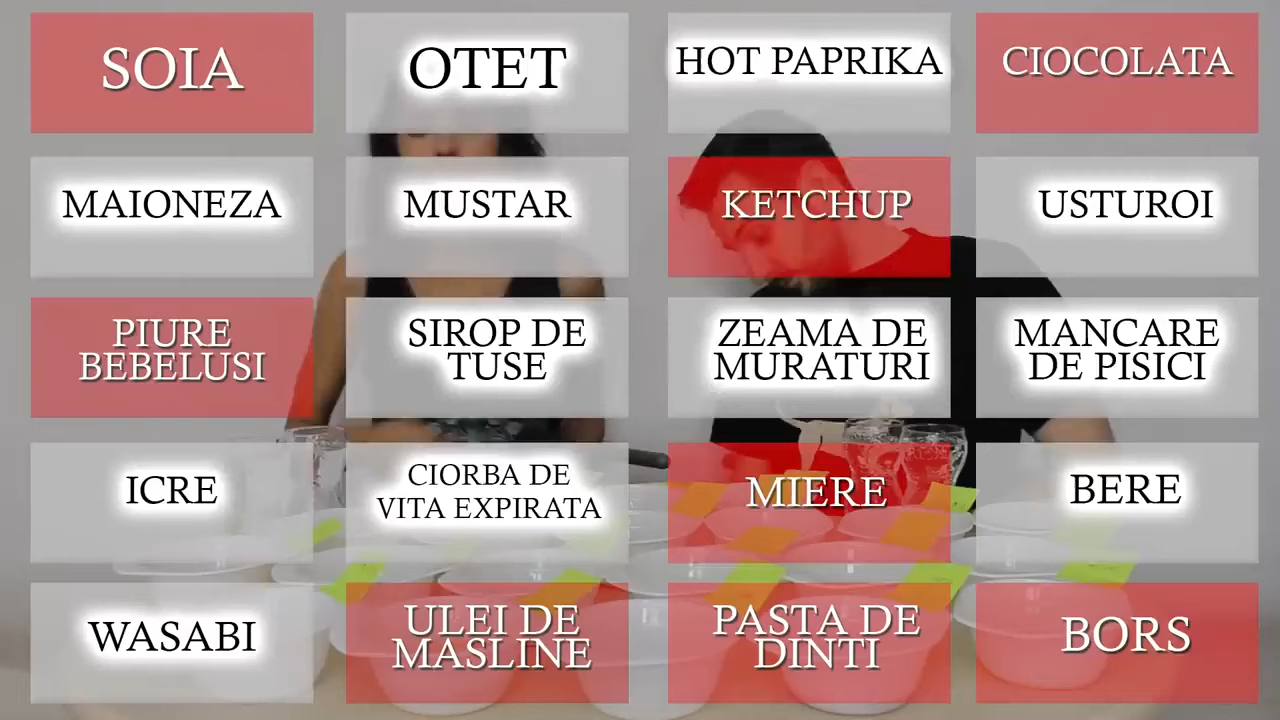 SOIA
OTET
HOT PAPRIKA
CIOCOLATA
MAIONEZA
MUSTAR
KETCHUP
USTUROI
PIURE
BEBELUSI
SIROP DE
TUSE
ZEAMA DE
MURATURI
MANCARE
DE PISICI
ICRE
CIORBA DE
VITA EXPIRATA
MIERE
BERE
WASABI
ULEI DE
MASLINE
PASTA DE
DINTI
BORS